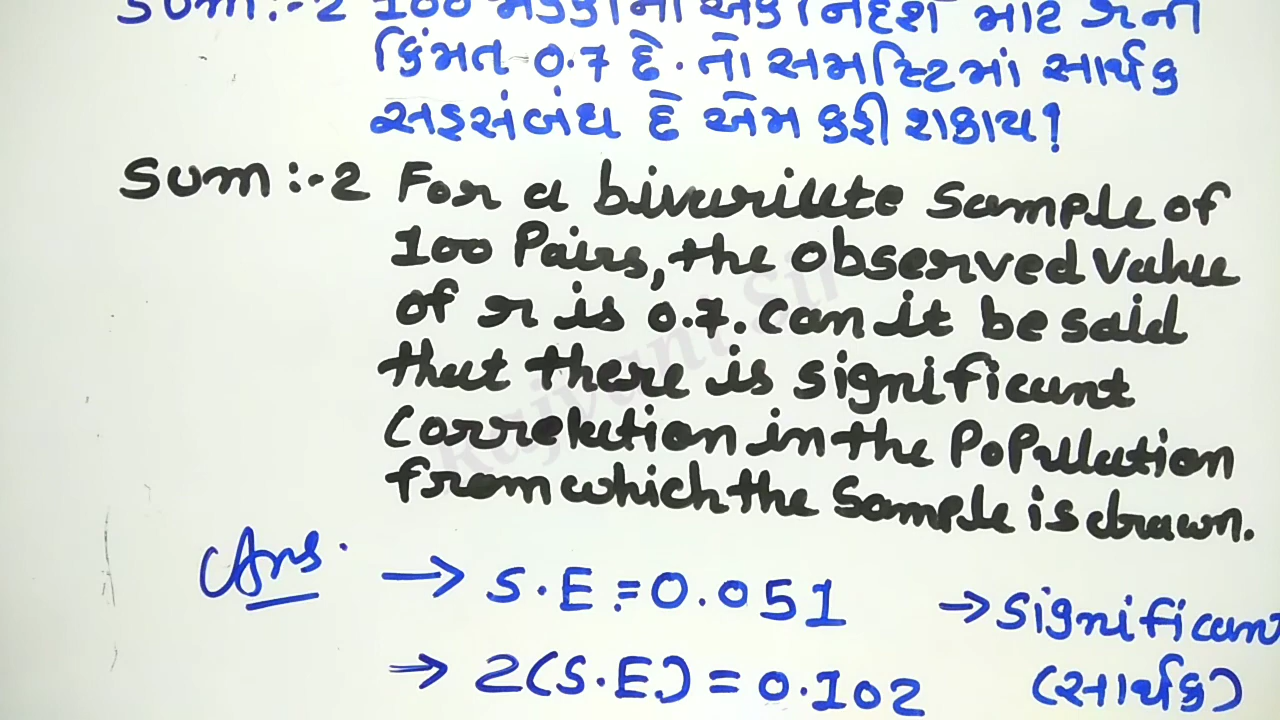 Sum:-2 100 જોડકાંના એક નિદર્શ માટે r ની
કિંમત 0.7 છે. તો સમષ્ટિમાં સાર્થક
સહસંબંધ છે એમ કહી શકાય?
Sum:-2 For a bivariate Sample of
100 Pairs, the observed value
of r is 0.7. Can it be said
that there is significant
Correlation in the Population
from which the Sample is drawn.
Ans. → S.E = 0.051 → Significant
→ 2(S.E.) = 0.102 (સાર્થક)
Rajvant Sir